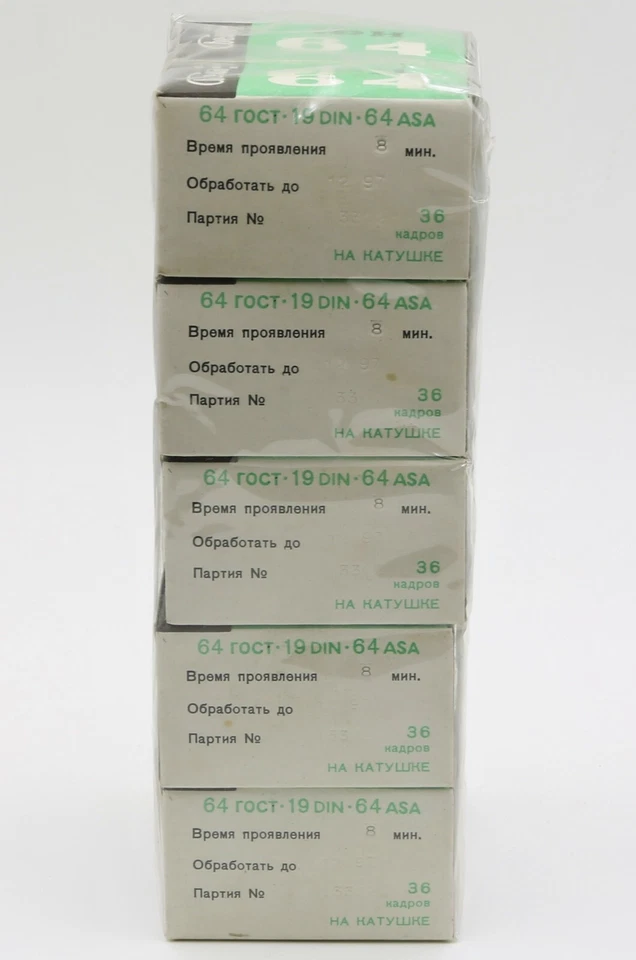 64
64 ГОСТ · 19 DIN · 64 ASA
Время проявления 8 мин.
Обработать до
Партия №
36
кадров
НА КАТУШКЕ
64 ГОСТ · 19 DIN · 64 ASA
Время проявления 8 мин.
Обработать до
Партия № 33
36
кадров
НА КАТУШКЕ
64 ГОСТ · 19 DIN · 64 ASA
Время проявления 8 мин.
Обработать до
Партия № 33
36
кадров
НА КАТУШКЕ
64 ГОСТ · 19 DIN · 64 ASA
Время проявления 8 мин.
Обработать до
Партия № 33
36
кадров
НА КАТУШКЕ
64 ГОСТ · 19 DIN · 64 ASA
Время проявления 8 мин.
Обработать до
Партия №
36
кадров
НА КАТУШКЕ